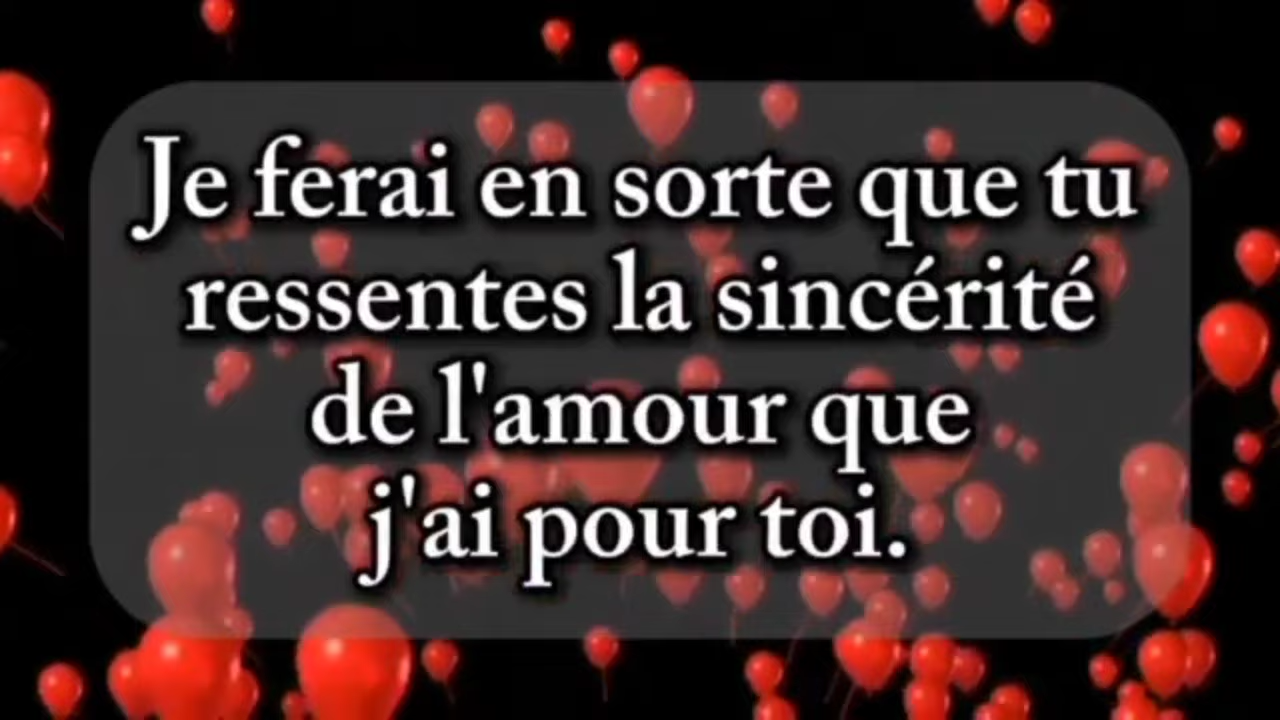 Je ferai en sorte que tu
ressentes la sincérité
de l'amour que
j'ai pour toi.